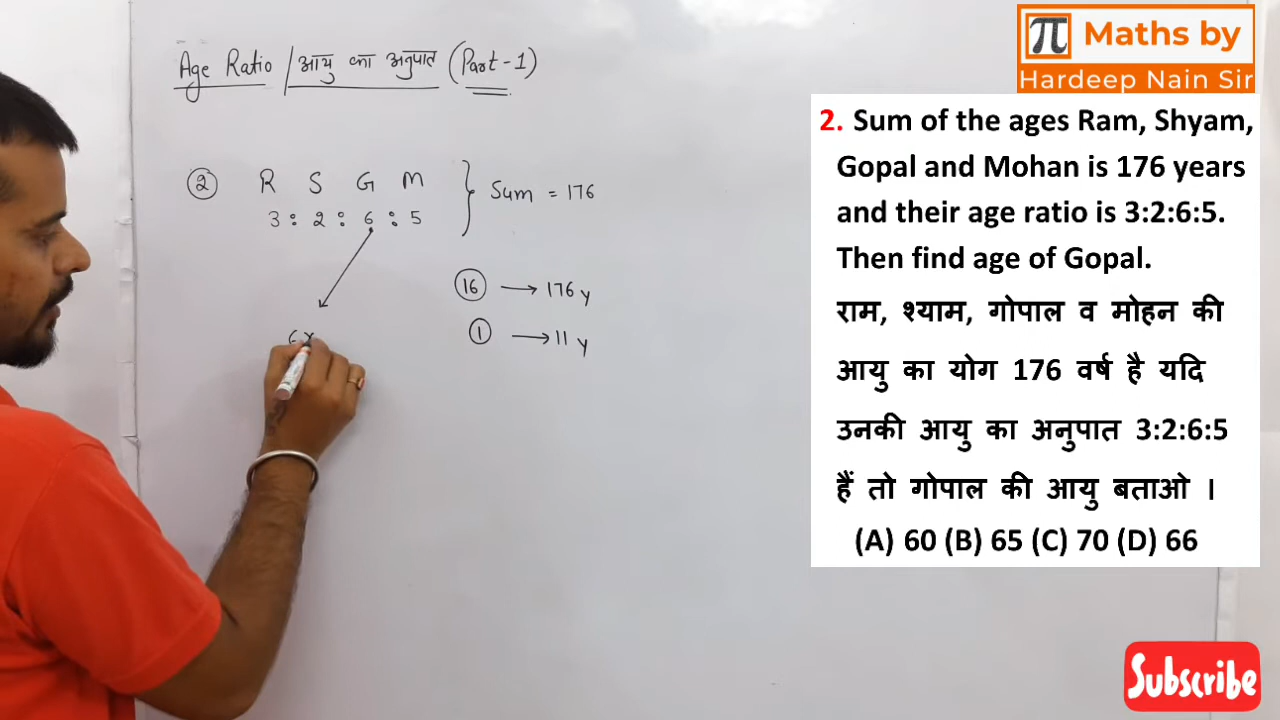 Age Ratio / आयु का अनुपात (Part-1)
② R S G M } Sum = 176
3 : 2 : 6 : 5
⑯ → 176 y
① → 11 y
6x
π Maths by
Hardeep Nain Sir
2. Sum of the ages Ram, Shyam,
Gopal and Mohan is 176 years
and their age ratio is 3:2:6:5.
Then find age of Gopal.
राम, श्याम, गोपाल व मोहन की
आयु का योग 176 वर्ष है यदि
उनकी आयु का अनुपात 3:2:6:5
हैं तो गोपाल की आयु बताओ ।
(A) 60 (B) 65 (C) 70 (D) 66
Subscribe